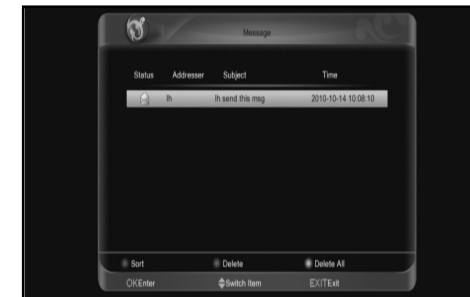 Message
Status Addresser Subject Time
lh lh send this msg 2010-10-14 10:08:10
Sort Delete Delete All
OKEnter Switch Item EXITExit